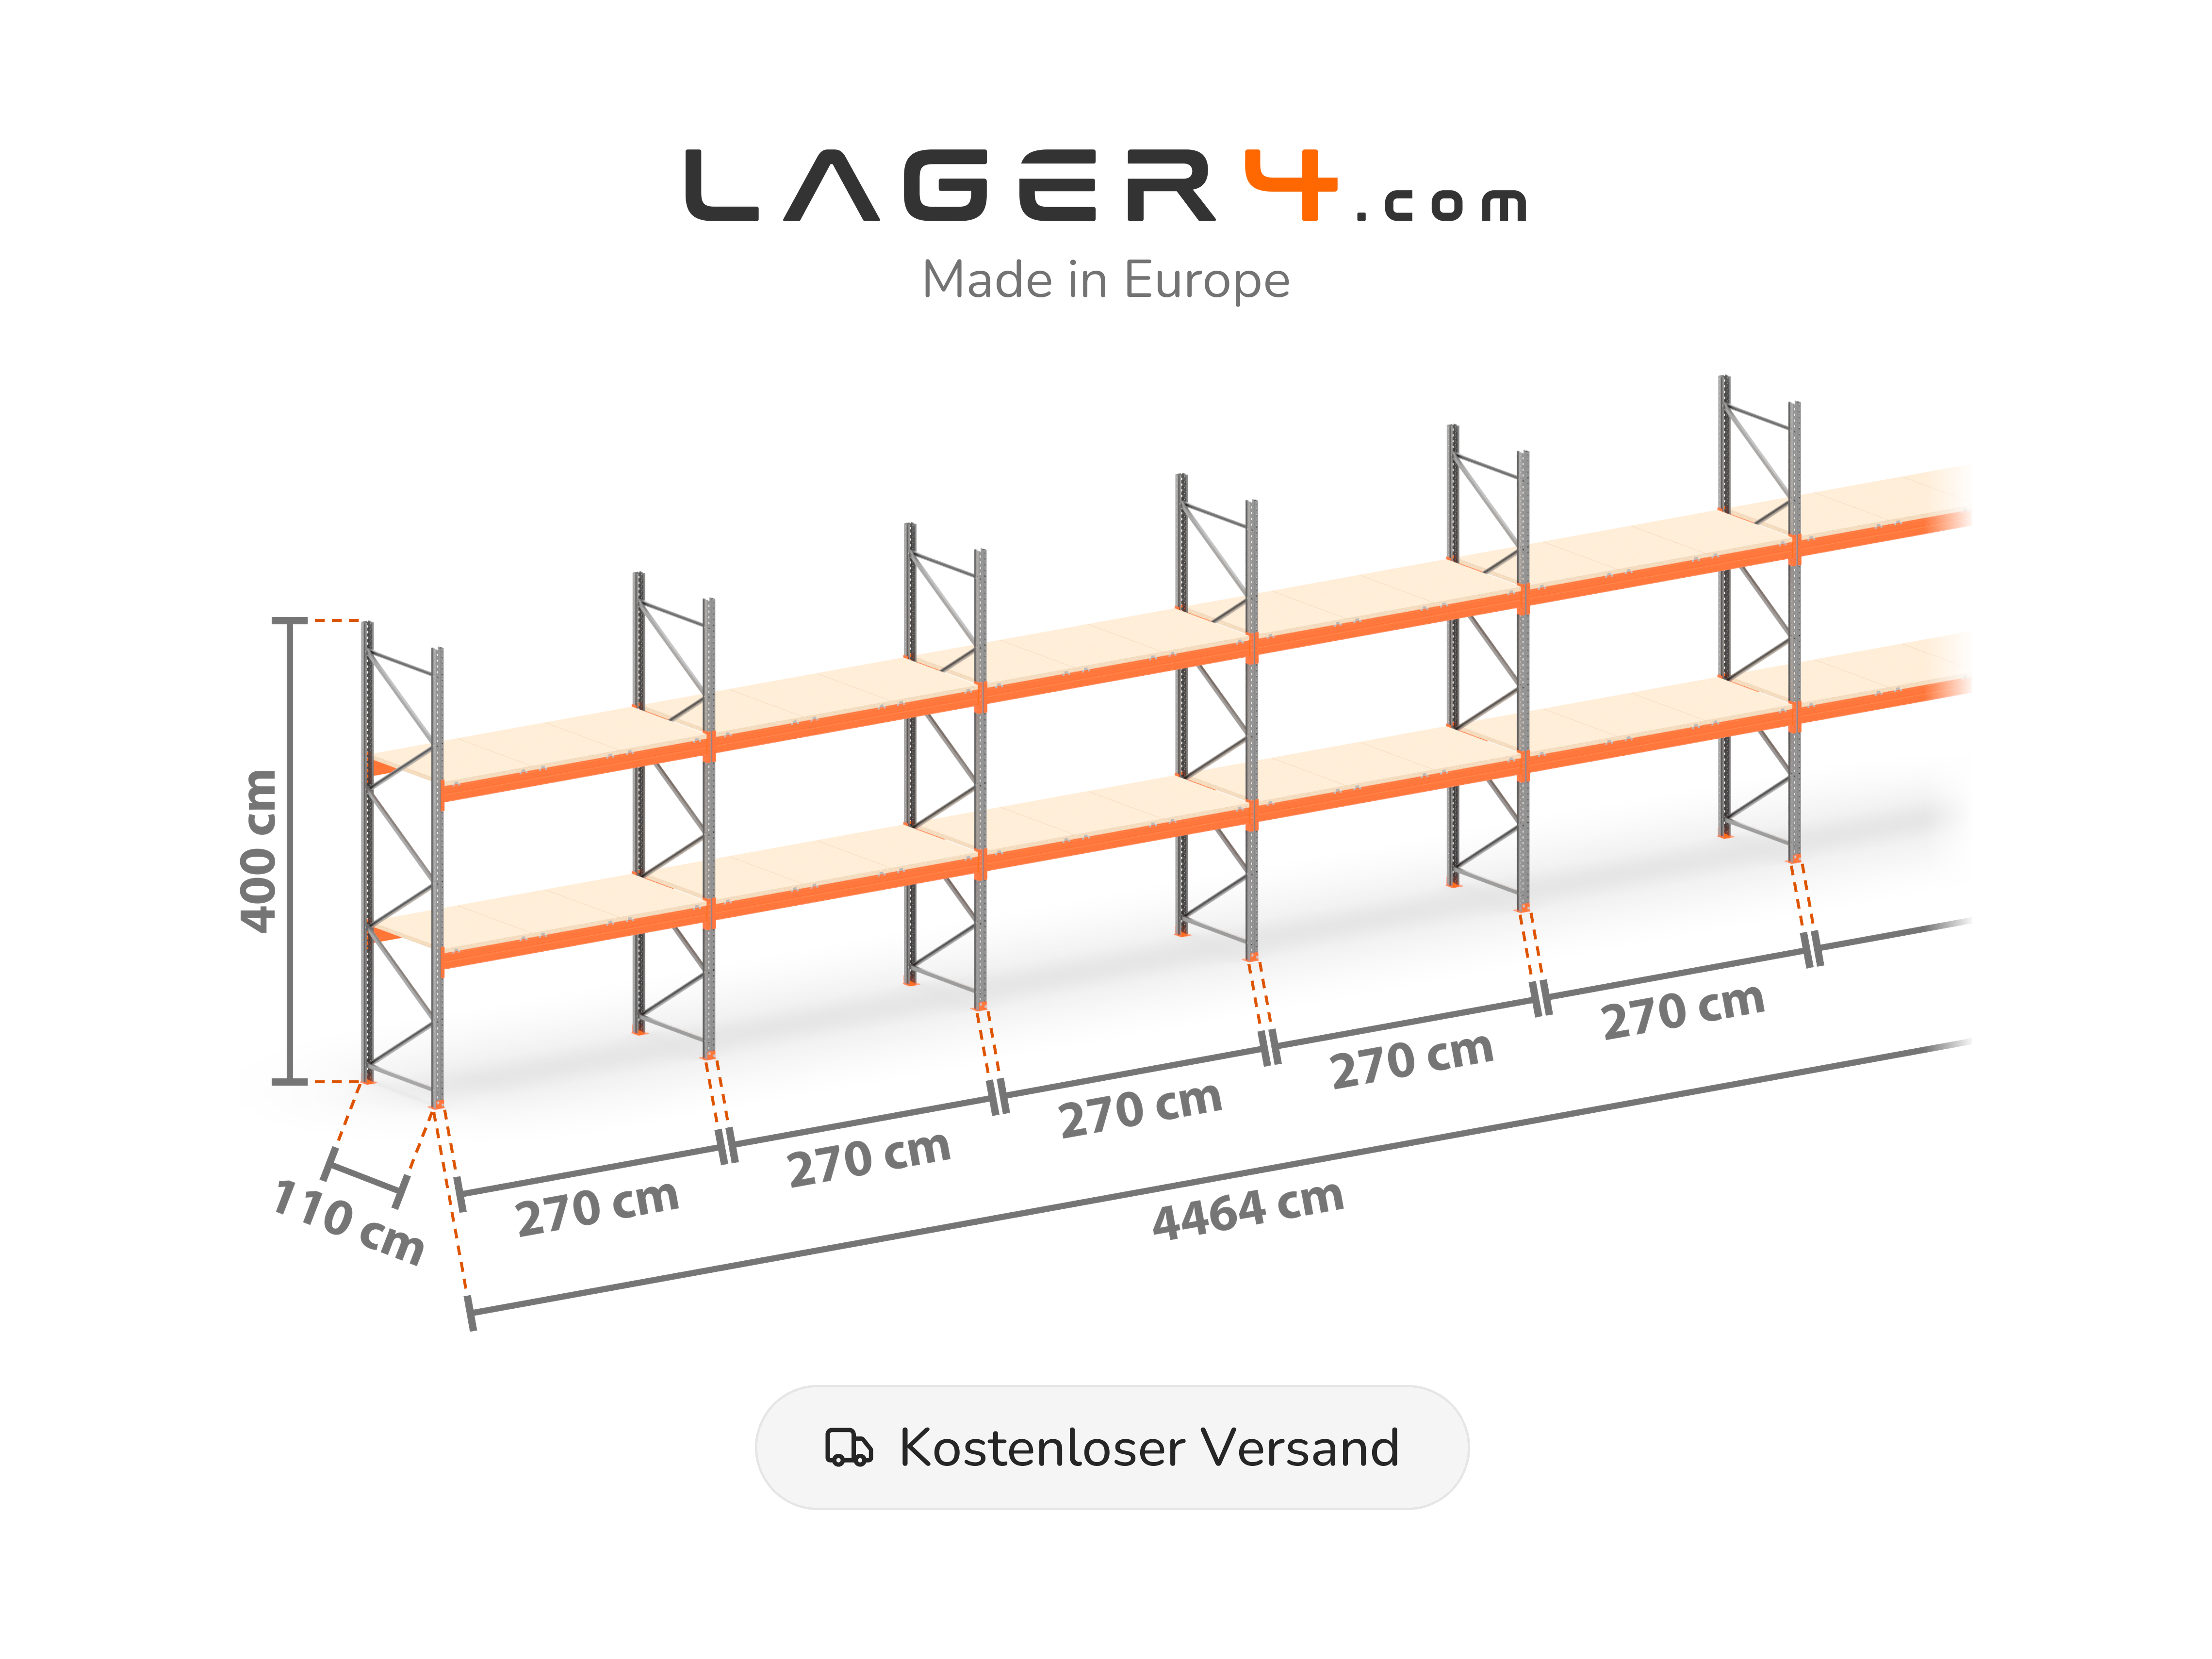 LAGER4.com
Made in Europe
400 cm
110 cm
270 cm
270 cm
270 cm
270 cm
270 cm
4464 cm
Kostenloser Versand